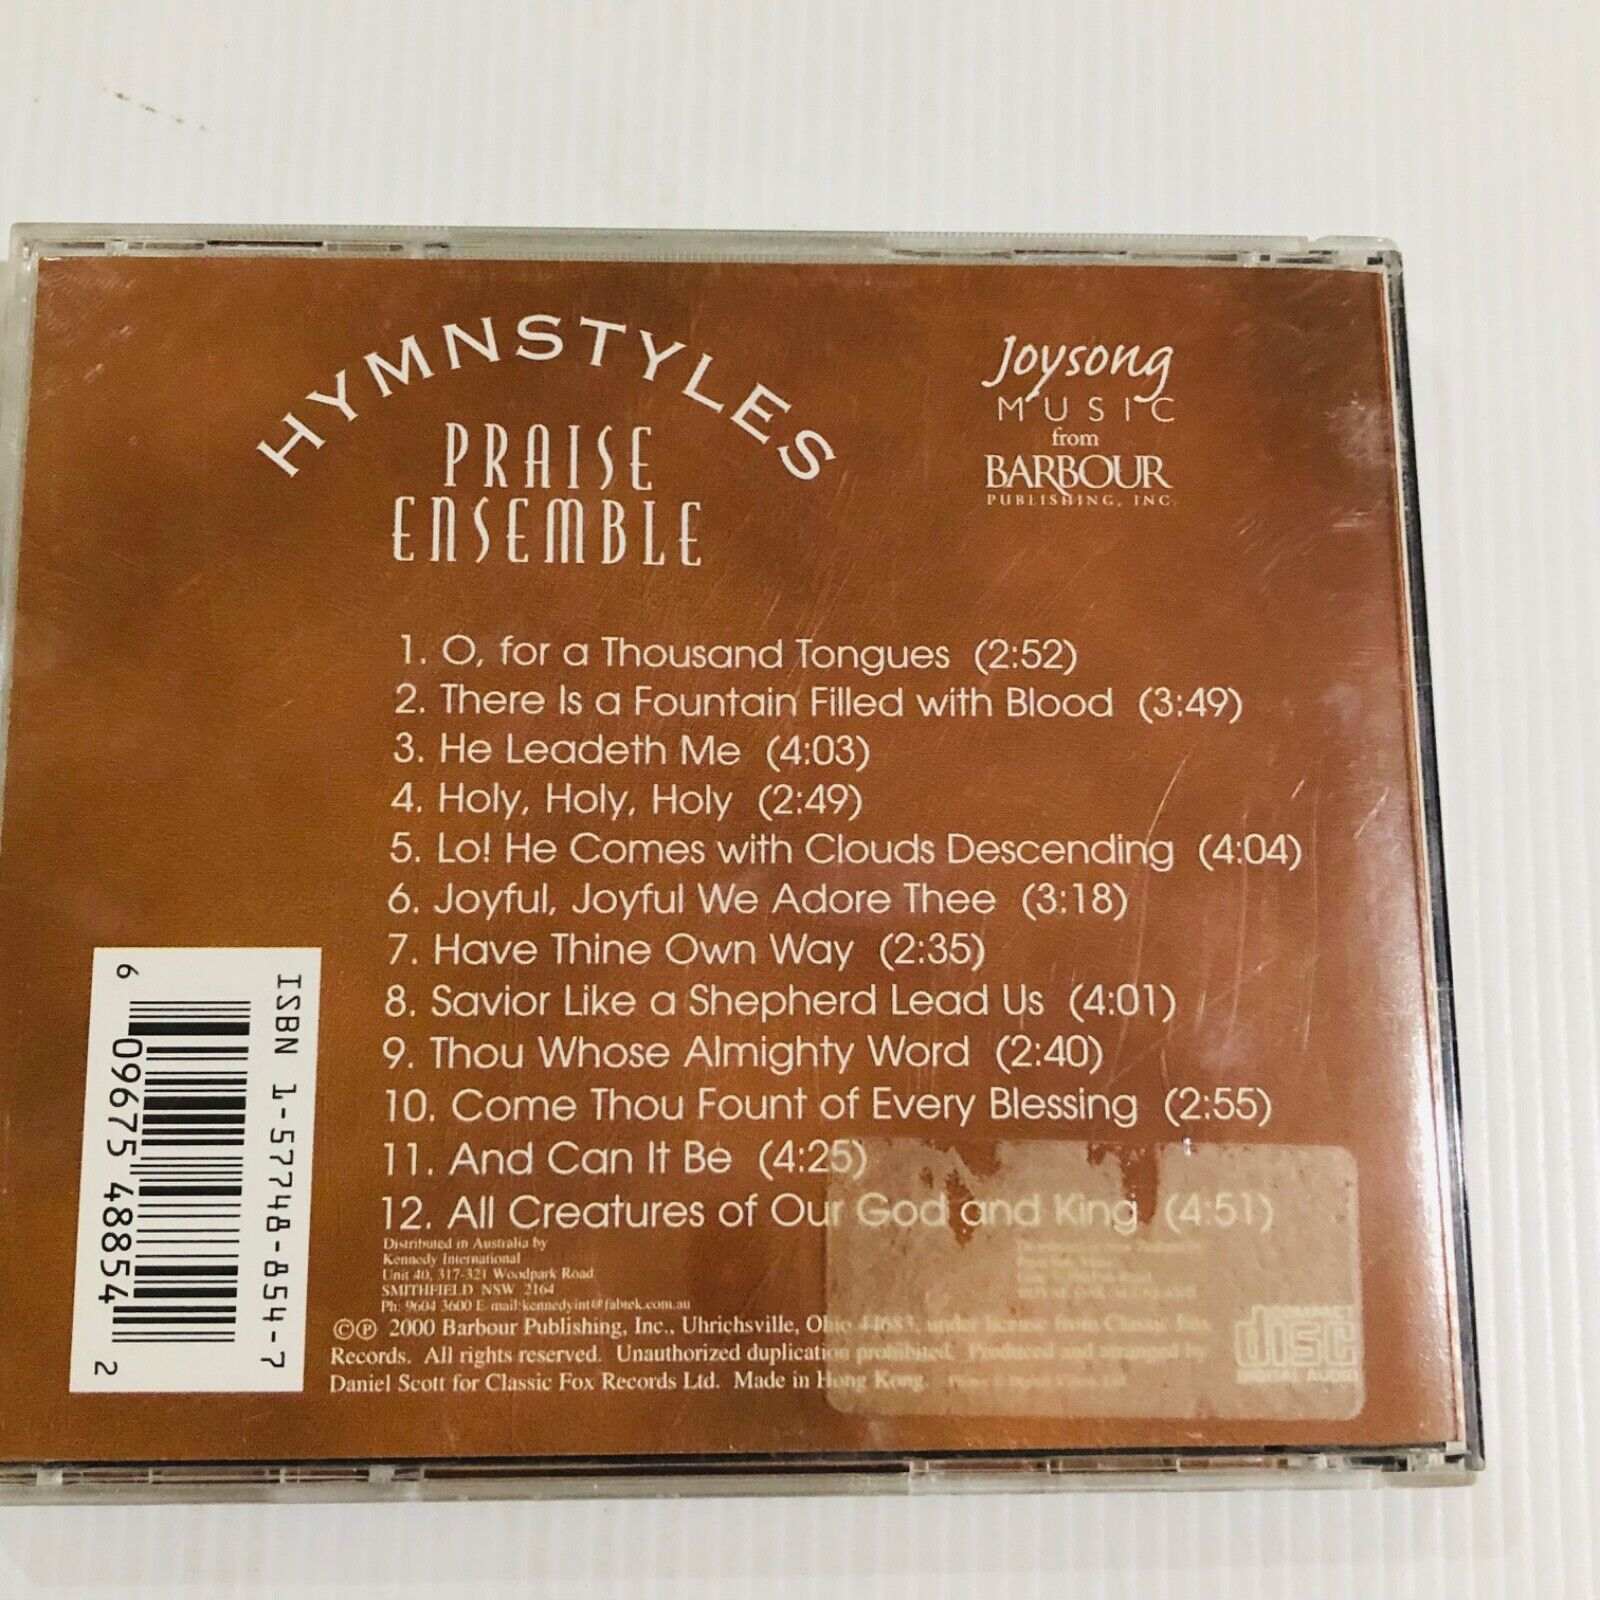 HYMNSTYLES
PRAISE
ENSEMBLE
Joysong
MUSIC
from
BARBOUR
PUBLISHING, INC.
1. O, for a Thousand Tongues (2:52)
2. There Is a Fountain Filled with Blood (3:49)
3. He Leadeth Me (4:03)
4. Holy, Holy, Holy (2:49)
5. Lo! He Comes with Clouds Descending (4:04)
6. Joyful, Joyful We Adore Thee (3:18)
7. Have Thine Own Way (2:35)
8. Savior Like a Shepherd Lead Us (4:01)
9. Thou Whose Almighty Word (2:40)
10. Come Thou Fount of Every Blessing (2:55)
11. And Can It Be (4:25)
12. All Creatures of Our God and King (4:51)
Distributed in Australia by
Kennedy International
Unit 40, 317-321 Woodpark Road
SMITHFIELD NSW 2164
Ph: 9604 3600 E-mail:kennedyint@fabtek.com.au
©℗ 2000 Barbour Publishing, Inc., Uhrichsville, Ohio 44683, under license from Classic Fox
Records. All rights reserved. Unauthorized duplication prohibited. Produced and arranged by
Daniel Scott for Classic Fox Records Ltd. Made in Hong Kong.
COMPACT
disc
DIGITAL AUDIO
ISBN 1-57748-854-7
6 09675 48854 2